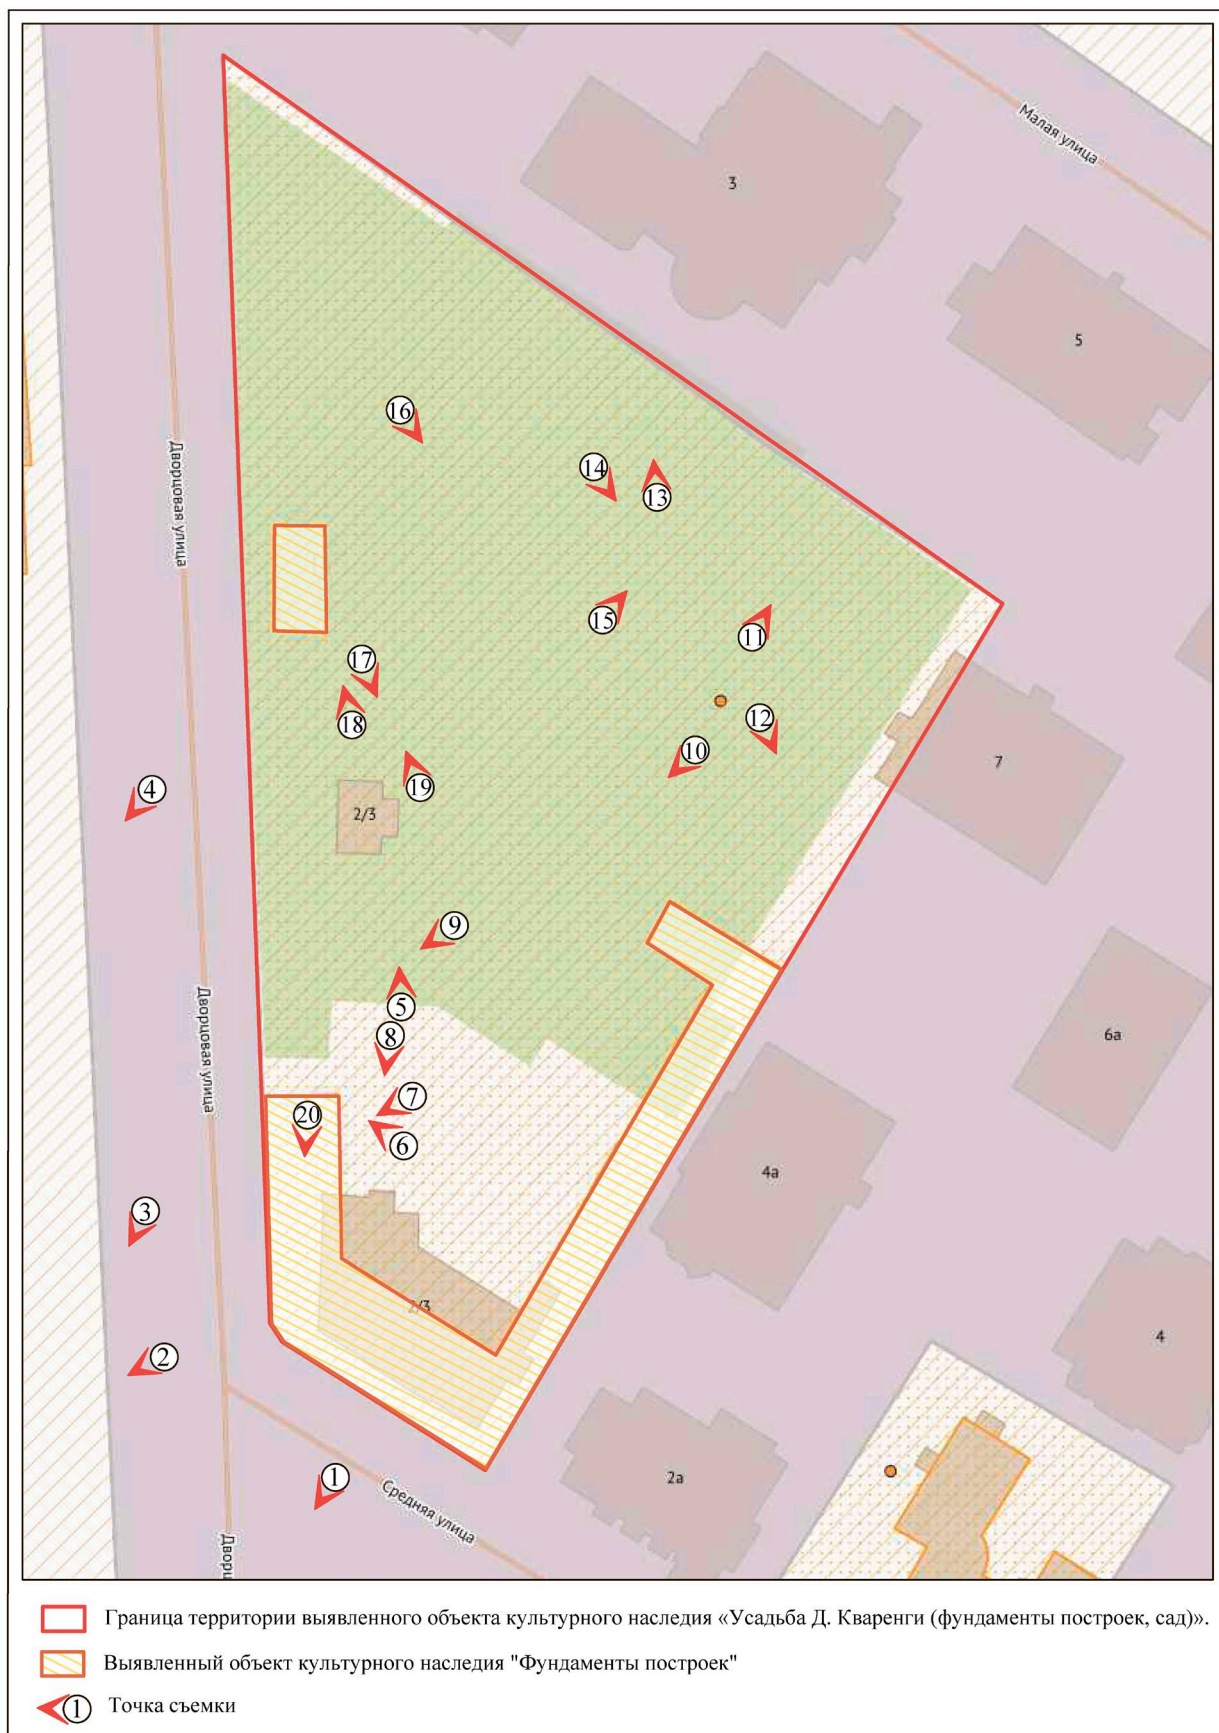 Малая улица
3
5
16
14
13
Дворцовая улица
15
11
17
18
12
10
7
4
19
2/3
9
5
8
Дворцовая улица
6а
7
20
6
4а
3
2/3
2
4
1
2а
Средняя улица
Дворц
Граница территории выявленного объекта культурного наследия «Усадьба Д. Кваренги (фундаменты построек, сад)».
Выявленный объект культурного наследия "Фундаменты построек"
1 Точка съемки